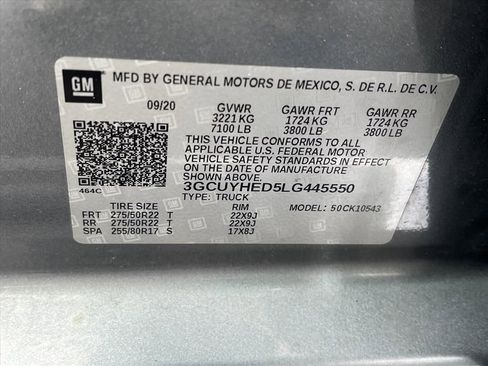 GM
MFD BY GENERAL MOTORS DE MEXICO, S. DE R.L. DE C.V.
09/20 GVWR GAWR FRT GAWR RR
3221 KG 1724 KG 1724 KG
7100 LB 3800 LB 3800 LB
THIS VEHICLE CONFORMS TO ALL
APPLICABLE U.S. FEDERAL MOTOR
VEHICLE SAFETY STANDARDS IN EFFECT
ON THE DATE OF MANUFACTURE SHOWN ABOVE.
464C 3GCUYHED5LG445550
TYPE: TRUCK
TIRE SIZE RIM MODEL: 50CK10543
FRT 275/50R22 T 22X9J
RR 275/50R22 T 22X9J
SPA 255/80R17 S 17X8J